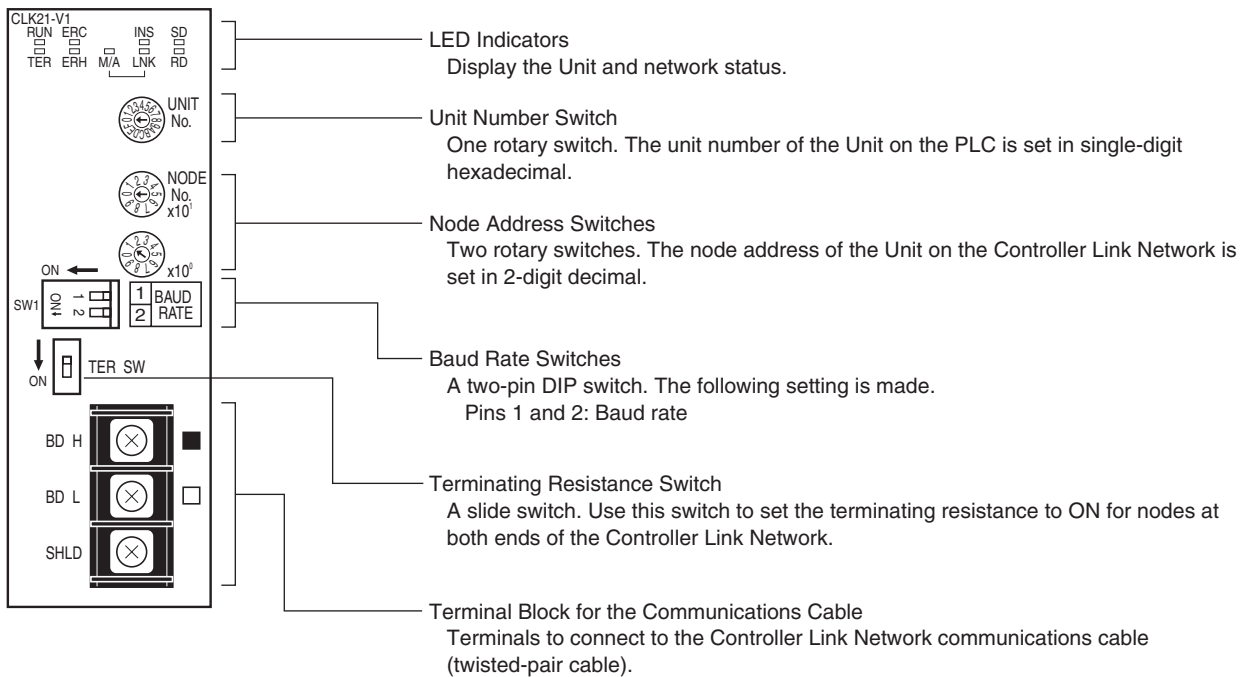 CLK21-V1
RUN ERC INS SD
TER ERH M/A LNK RD
UNIT
No.
NODE
No.
x10¹
x10⁰
ON
SW1
ON
1
2
1 BAUD
2 RATE
ON
TER SW
BD H
BD L
SHLD
LED Indicators
Display the Unit and network status.
Unit Number Switch
One rotary switch. The unit number of the Unit on the PLC is set in single-digit
hexadecimal.
Node Address Switches
Two rotary switches. The node address of the Unit on the Controller Link Network is
set in 2-digit decimal.
Baud Rate Switches
A two-pin DIP switch. The following setting is made.
Pins 1 and 2: Baud rate
Terminating Resistance Switch
A slide switch. Use this switch to set the terminating resistance to ON for nodes at
both ends of the Controller Link Network.
Terminal Block for the Communications Cable
Terminals to connect to the Controller Link Network communications cable
(twisted-pair cable).